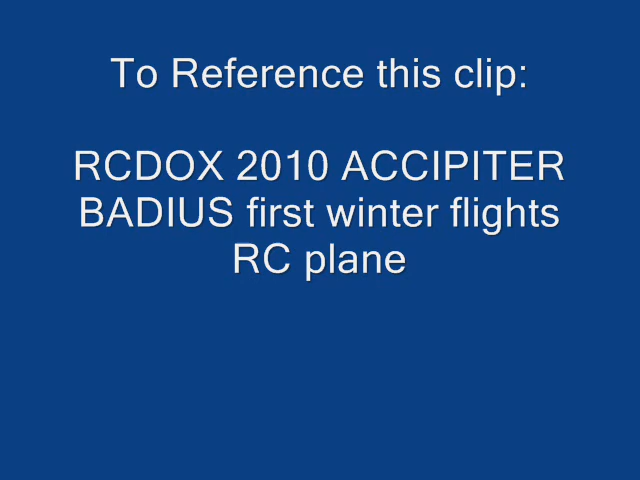 To Reference this clip:
RCDOX 2010 ACCIPITER
BADIUS first winter flights
RC plane